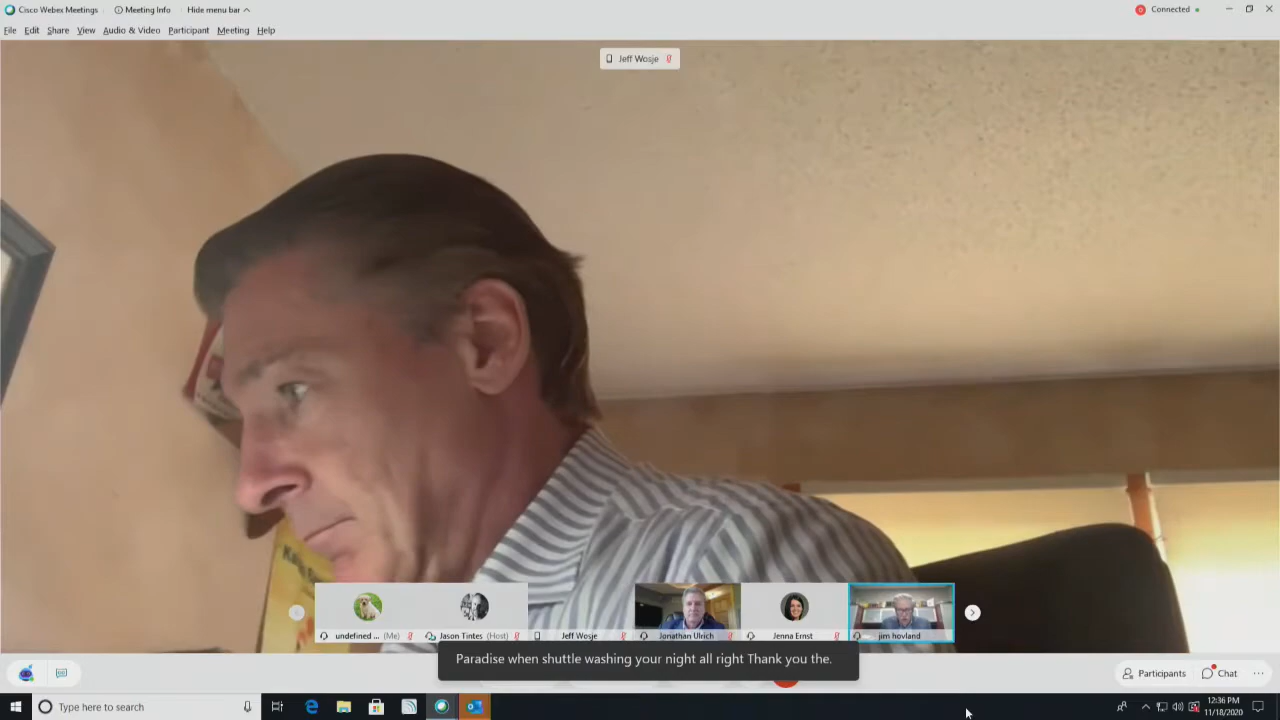 Cisco Webex Meetings Meeting Info Hide menu bar Connected
File Edit Share View Audio & Video Participant Meeting Help
Jeff Wosje
undefined ... (Me) Jason Tintes (Host) Jeff Wosje Jonathan Ulrich Jenna Ernst jim hovland
Paradise when shuttle washing your night all right Thank you the.
Participants Chat
Type here to search
12:36 PM
11/18/2020